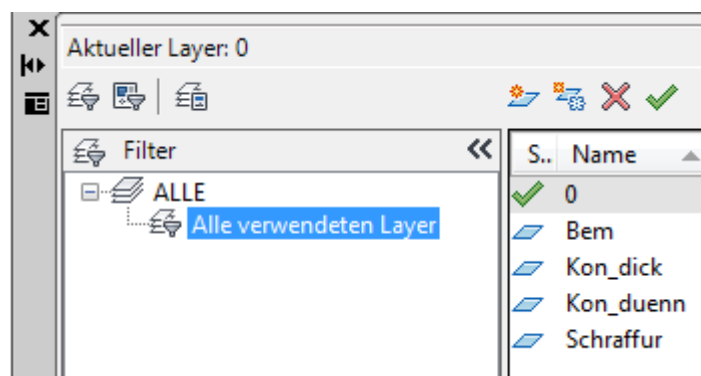 Aktueller Layer: 0
Filter
S.. Name
ALLE
Alle verwendeten Layer
0
Bem
Kon_dick
Kon_duenn
Schraffur